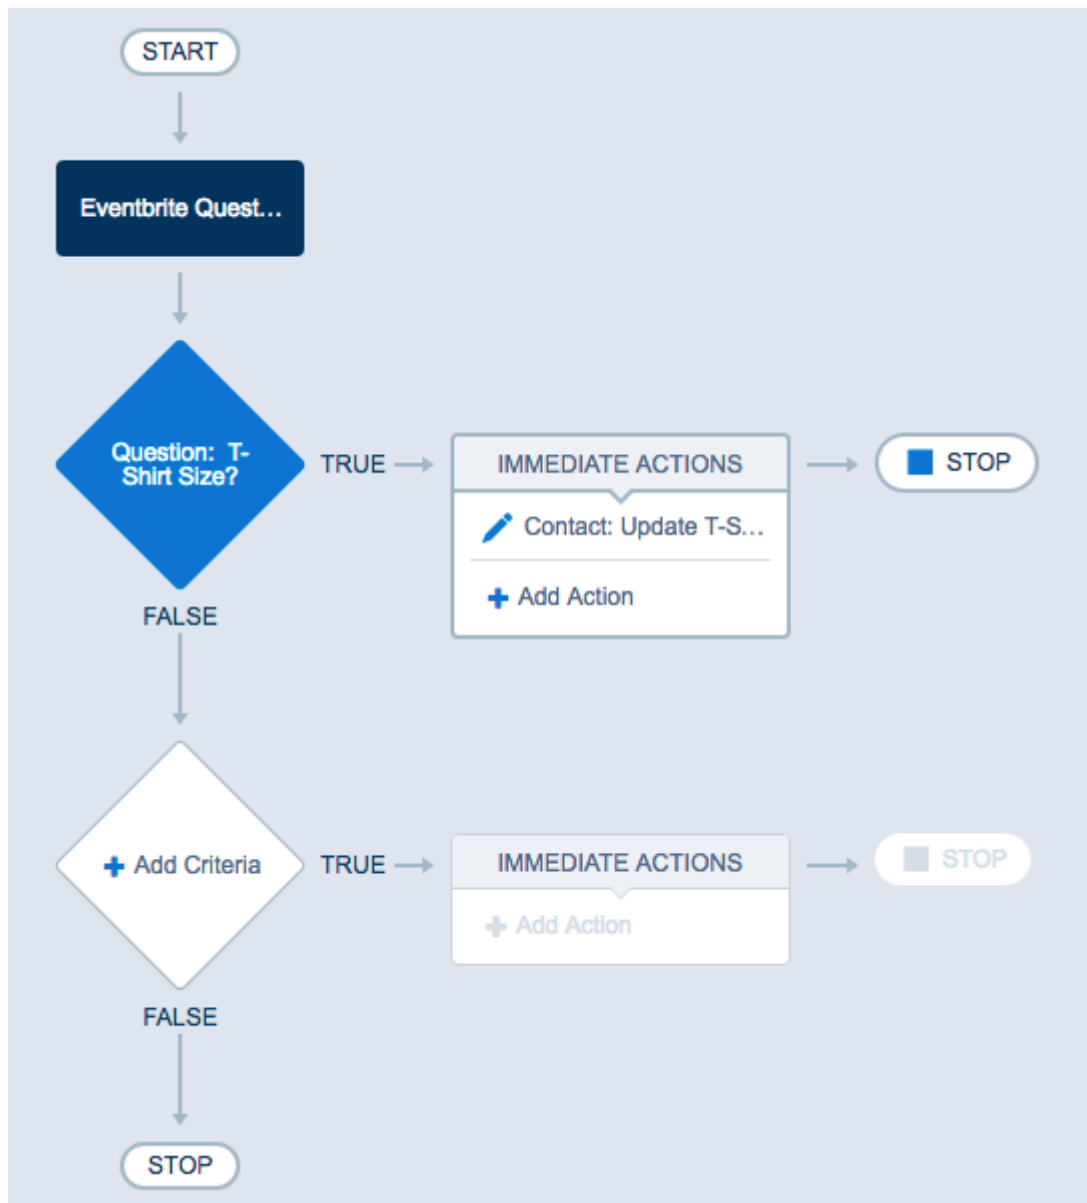 START
Eventbrite Quest...
Question: T-
Shirt Size?
TRUE
IMMEDIATE ACTIONS
STOP
Contact: Update T-S...
Add Action
FALSE
Add Criteria
TRUE
IMMEDIATE ACTIONS
STOP
Add Action
FALSE
STOP